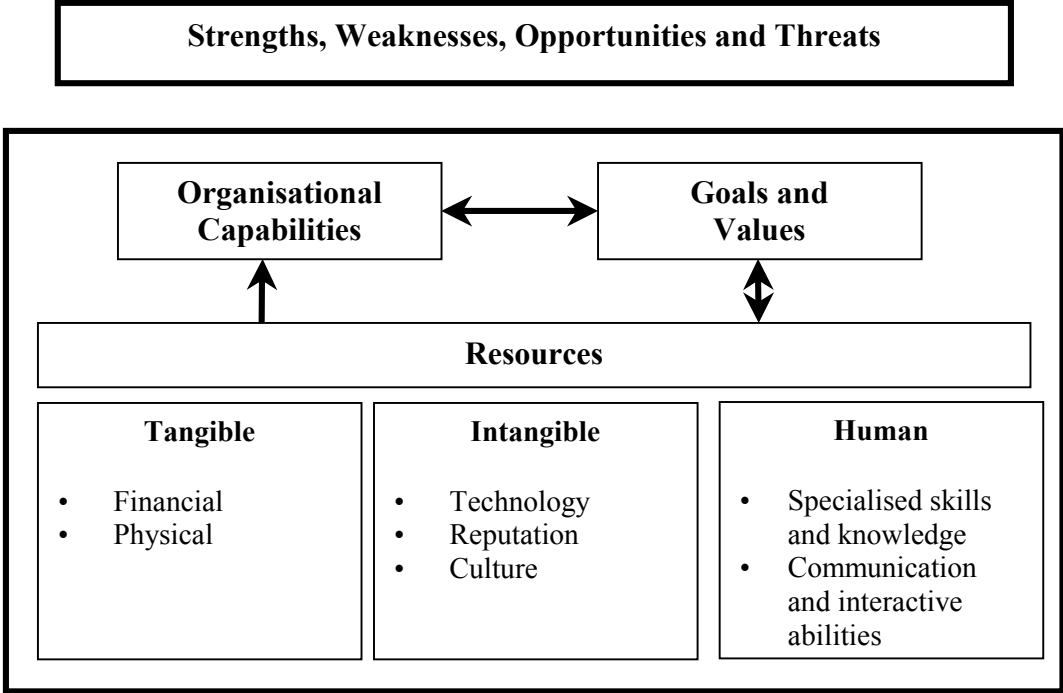 Strengths, Weaknesses, Opportunities and Threats
Organisational
Capabilities
Goals and
Values
Resources
Tangible
• Financial
• Physical
Intangible
• Technology
• Reputation
• Culture
Human
• Specialised skills
and knowledge
• Communication
and interactive
abilities